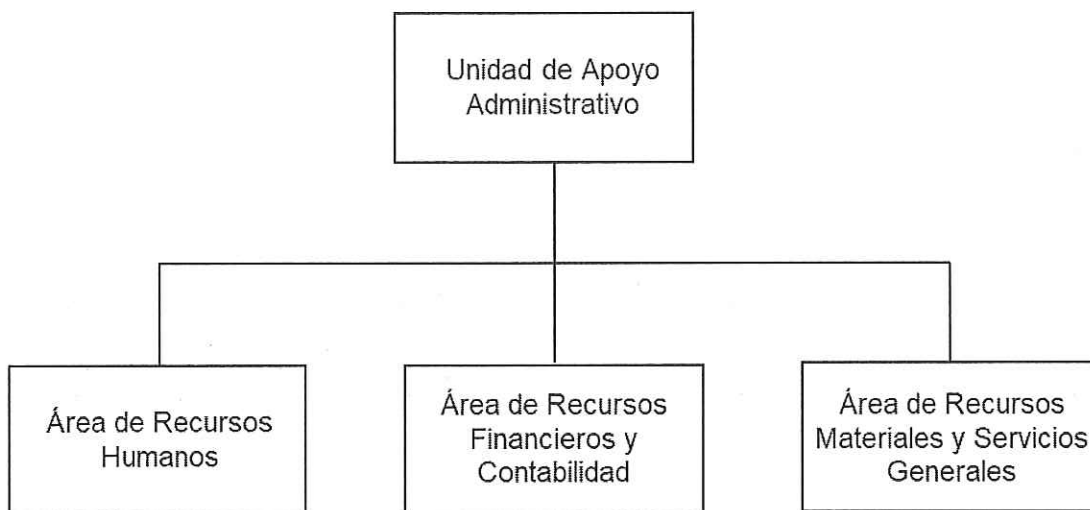 Unidad de Apoyo
Administrativo
Área de Recursos
Humanos
Área de Recursos
Financieros y
Contabilidad
Área de Recursos
Materiales y Servicios
Generales